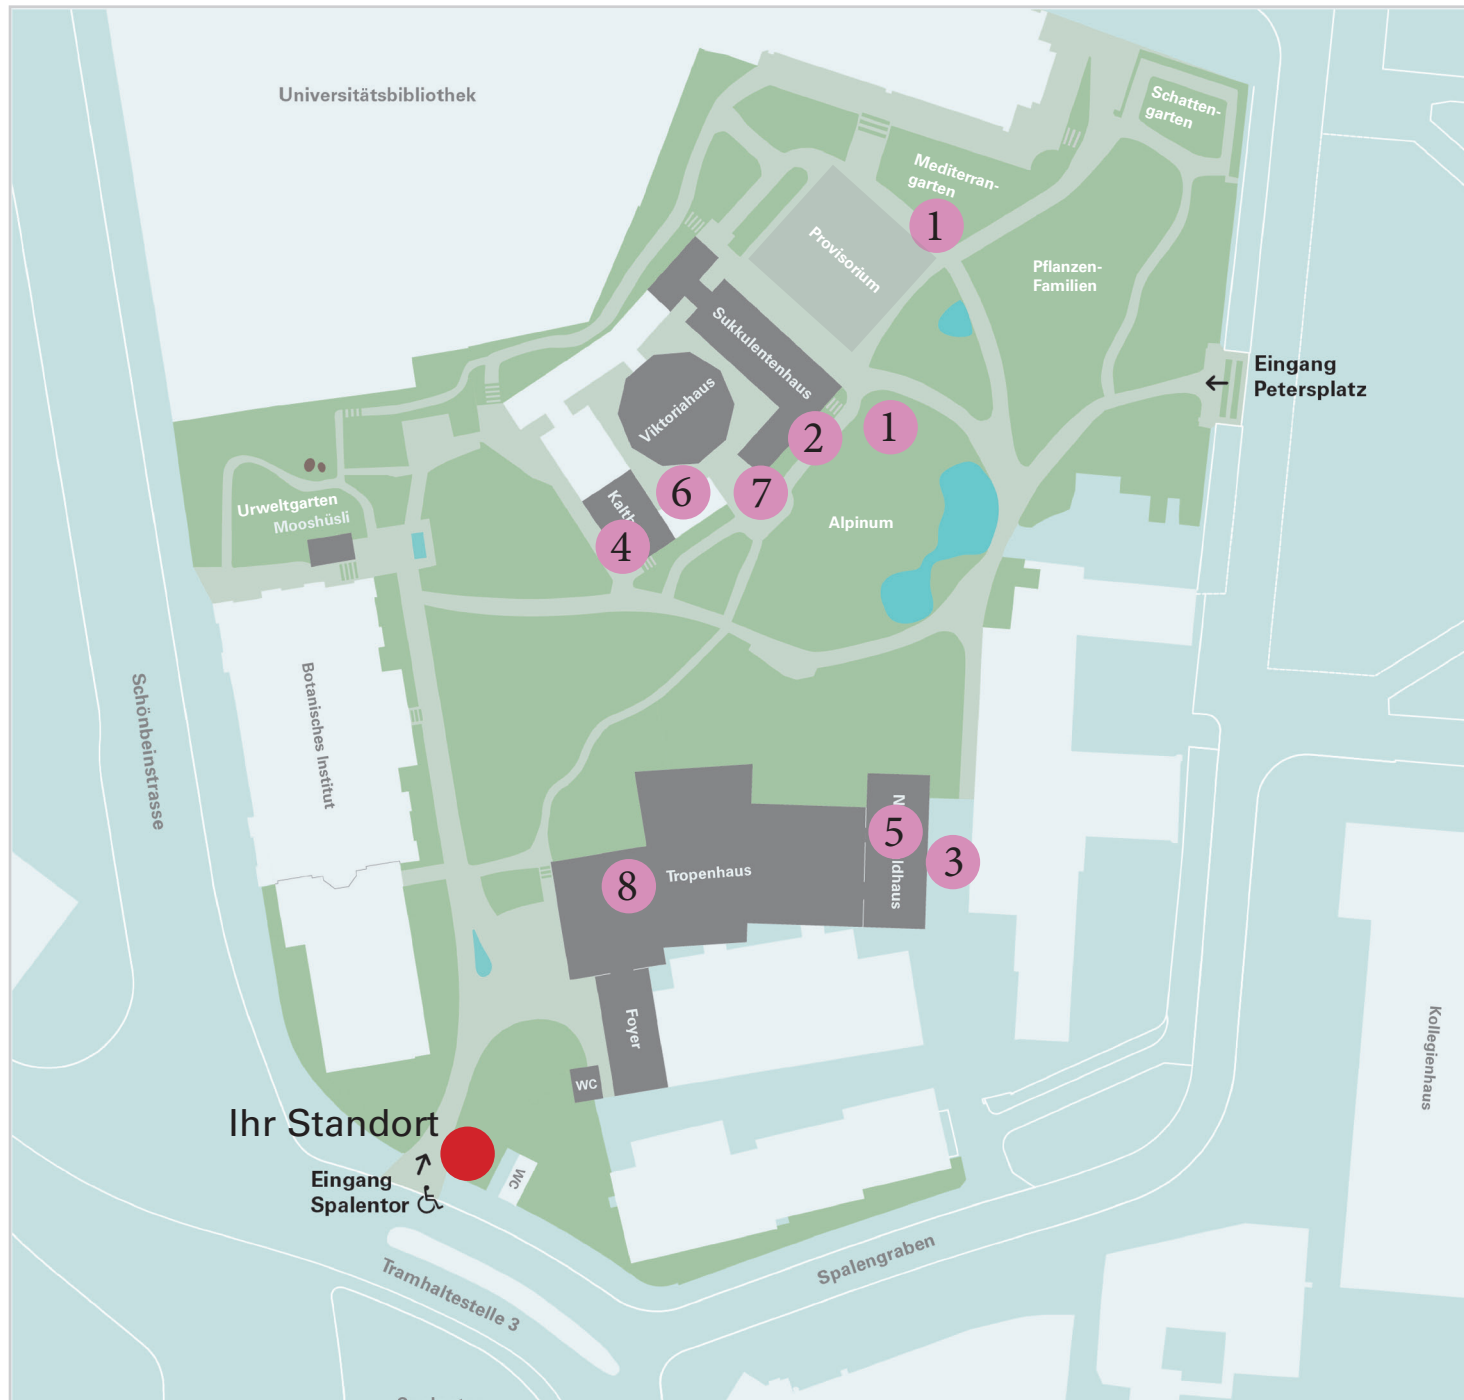 Universitätsbibliothek
Schatten-
garten
Mediterran-
garten
1
Provisorium
Pflanzen-
Familien
Sukkulentenhaus
Eingang
Petersplatz
Viktoriahaus
1
2
6
7
Urweltgarten
Mooshüsli
Kalth
4
Alpinum
Botanisches Institut
Schönbeinstrasse
5
ldhaus
3
8
Tropenhaus
Foyer
Kollegienhaus
WC
Ihr Standort
Eingang
Spalentor
WC
Spalengraben
Tramhaltestelle 3